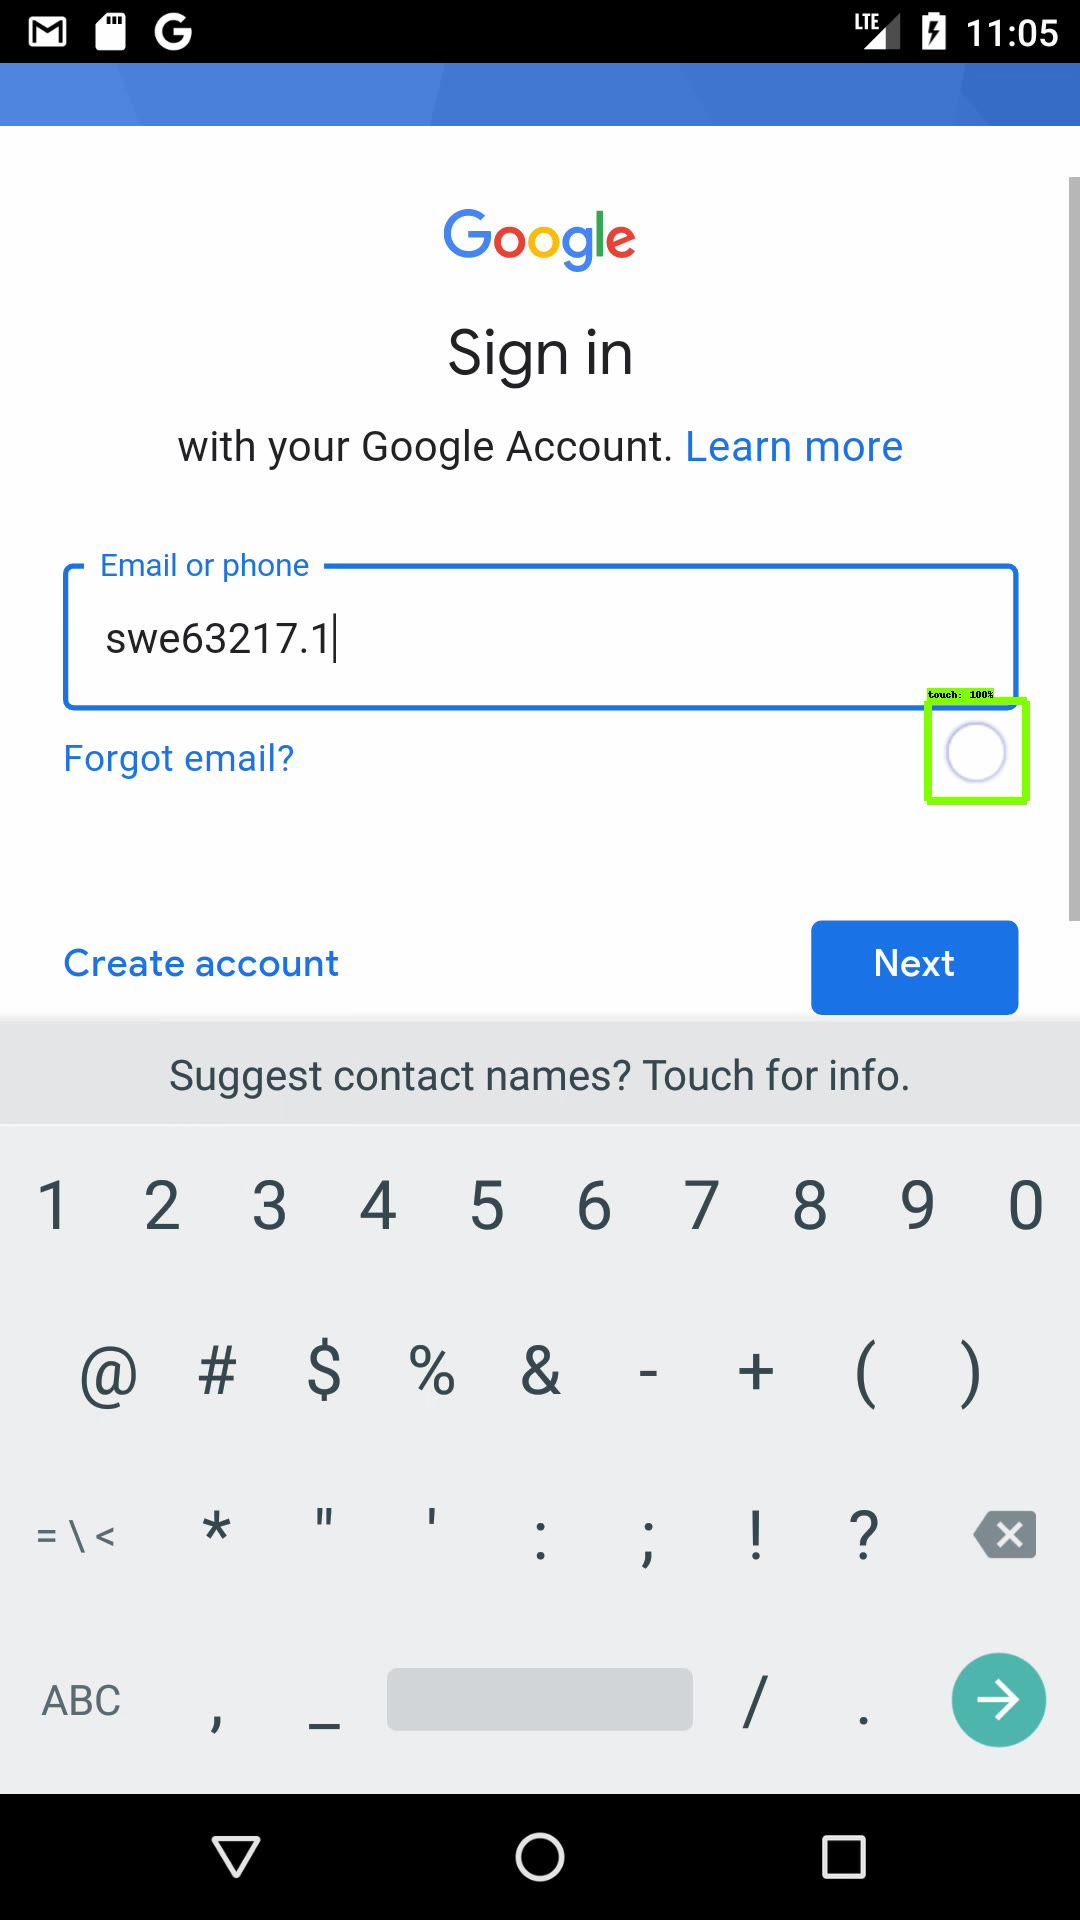 LTE 11:05
Google
Sign in
with your Google Account. Learn more
Email or phone
swe63217.1
touch: 100%
Forgot email?
Create account
Next
Suggest contact names? Touch for info.
1 2 3 4 5 6 7 8 9 0
@ # $ % & - + ( )
= \ < * " ' : ; ! ?
ABC , _ / .